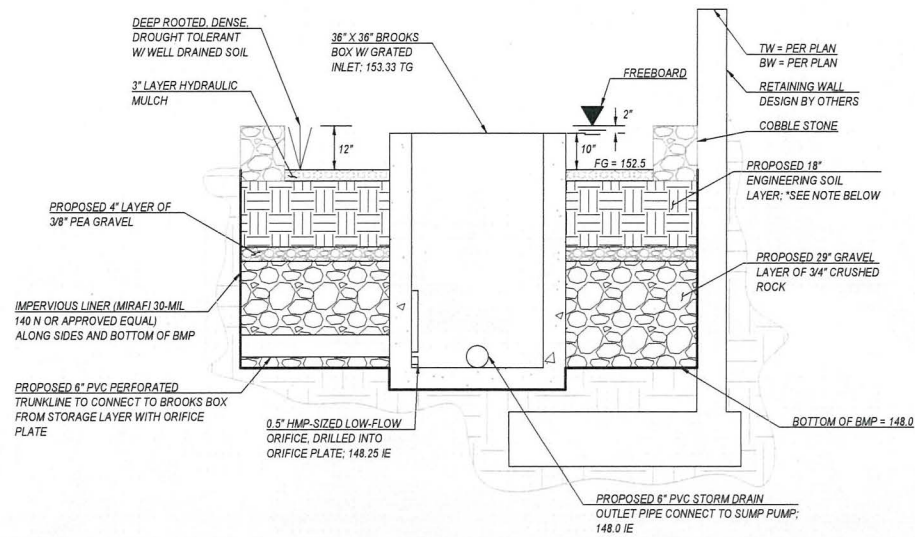 DEEP ROOTED, DENSE,
DROUGHT TOLERANT
W/ WELL DRAINED SOIL
3" LAYER HYDRAULIC
MULCH
36" X 36" BROOKS
BOX W/ GRATED
INLET; 153.33 TG
FREEBOARD
TW = PER PLAN
BW = PER PLAN
RETAINING WALL
DESIGN BY OTHERS
COBBLE STONE
12"
2"
10"
FG = 152.5
PROPOSED 18"
ENGINEERING SOIL
LAYER; *SEE NOTE BELOW
PROPOSED 4" LAYER OF
3/8" PEA GRAVEL
PROPOSED 29" GRAVEL
LAYER OF 3/4" CRUSHED
ROCK
IMPERVIOUS LINER (MIRAFI 30-MIL
140 N OR APPROVED EQUAL)
ALONG SIDES AND BOTTOM OF BMP
PROPOSED 6" PVC PERFORATED
TRUNKLINE TO CONNECT TO BROOKS BOX
FROM STORAGE LAYER WITH ORIFICE
PLATE
0.5" HMP-SIZED LOW-FLOW
ORIFICE, DRILLED INTO
ORIFICE PLATE; 148.25 IE
BOTTOM OF BMP = 148.0
PROPOSED 6" PVC STORM DRAIN
OUTLET PIPE CONNECT TO SUMP PUMP;
148.0 IE